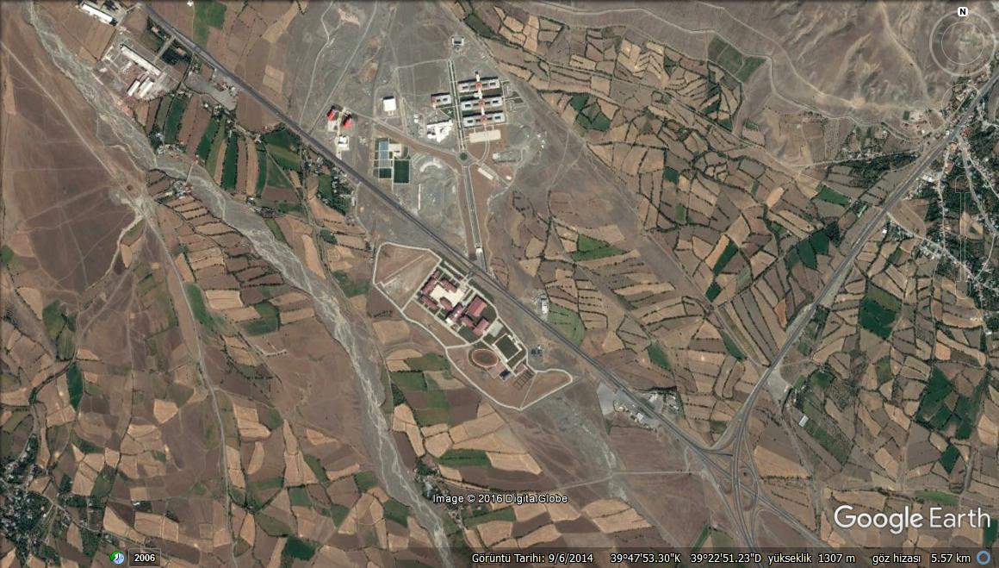 N
Image © 2016 DigitalGlobe
Google Earth
2006
Görüntü Tarihi: 9/6/2014 39°47'53.30"K 39°22'51.23"D yükseklik 1307 m göz hizası 5.57 km